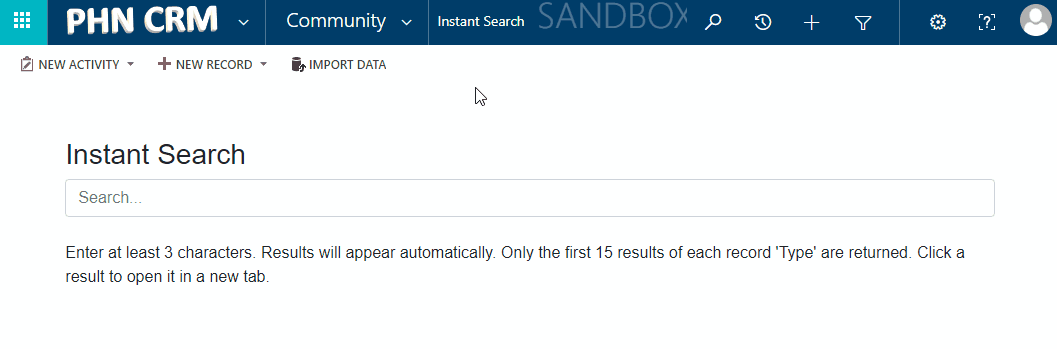 PHN CRM Community Instant Search SANDBOX
NEW ACTIVITY NEW RECORD IMPORT DATA
Instant Search
Search...
Enter at least 3 characters. Results will appear automatically. Only the first 15 results of each record 'Type' are returned. Click a
result to open it in a new tab.